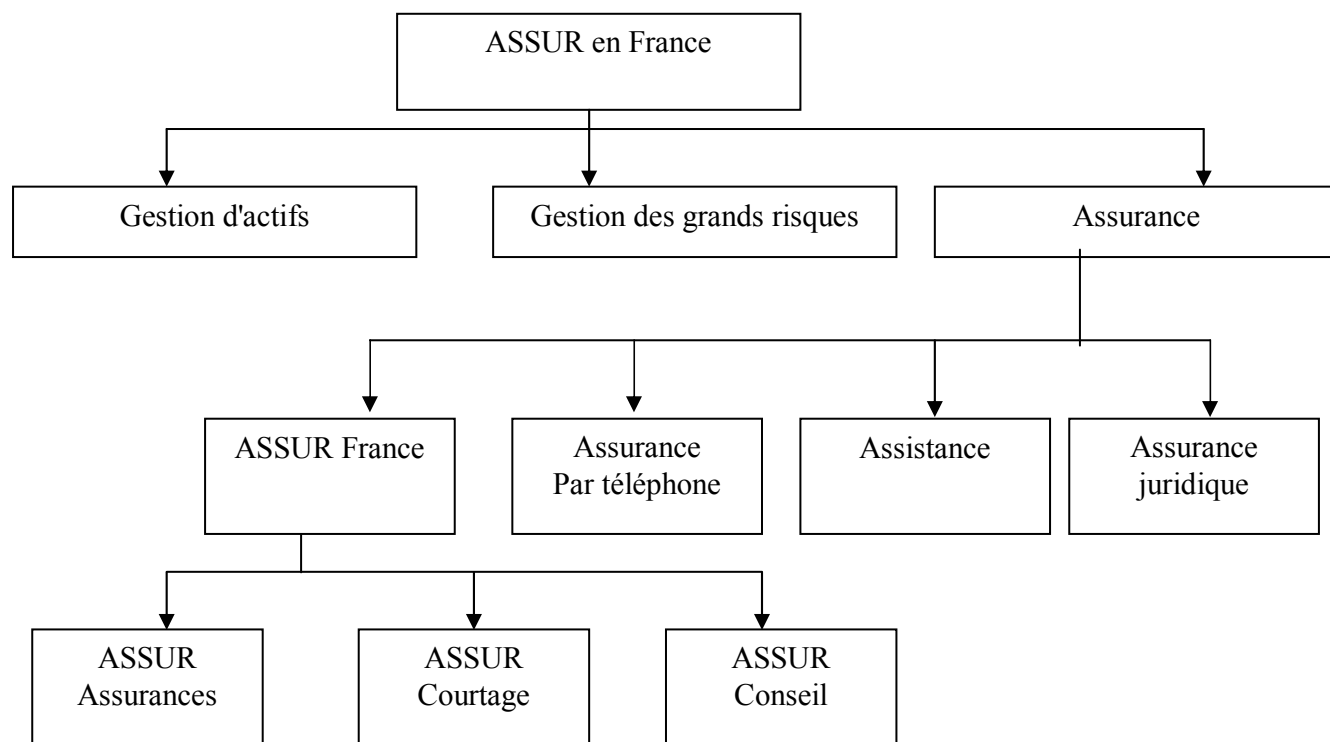 ASSUR en France
Gestion d'actifs
Gestion des grands risques
Assurance
ASSUR France
Assurance
Par téléphone
Assistance
Assurance
juridique
ASSUR
Assurances
ASSUR
Courtage
ASSUR
Conseil